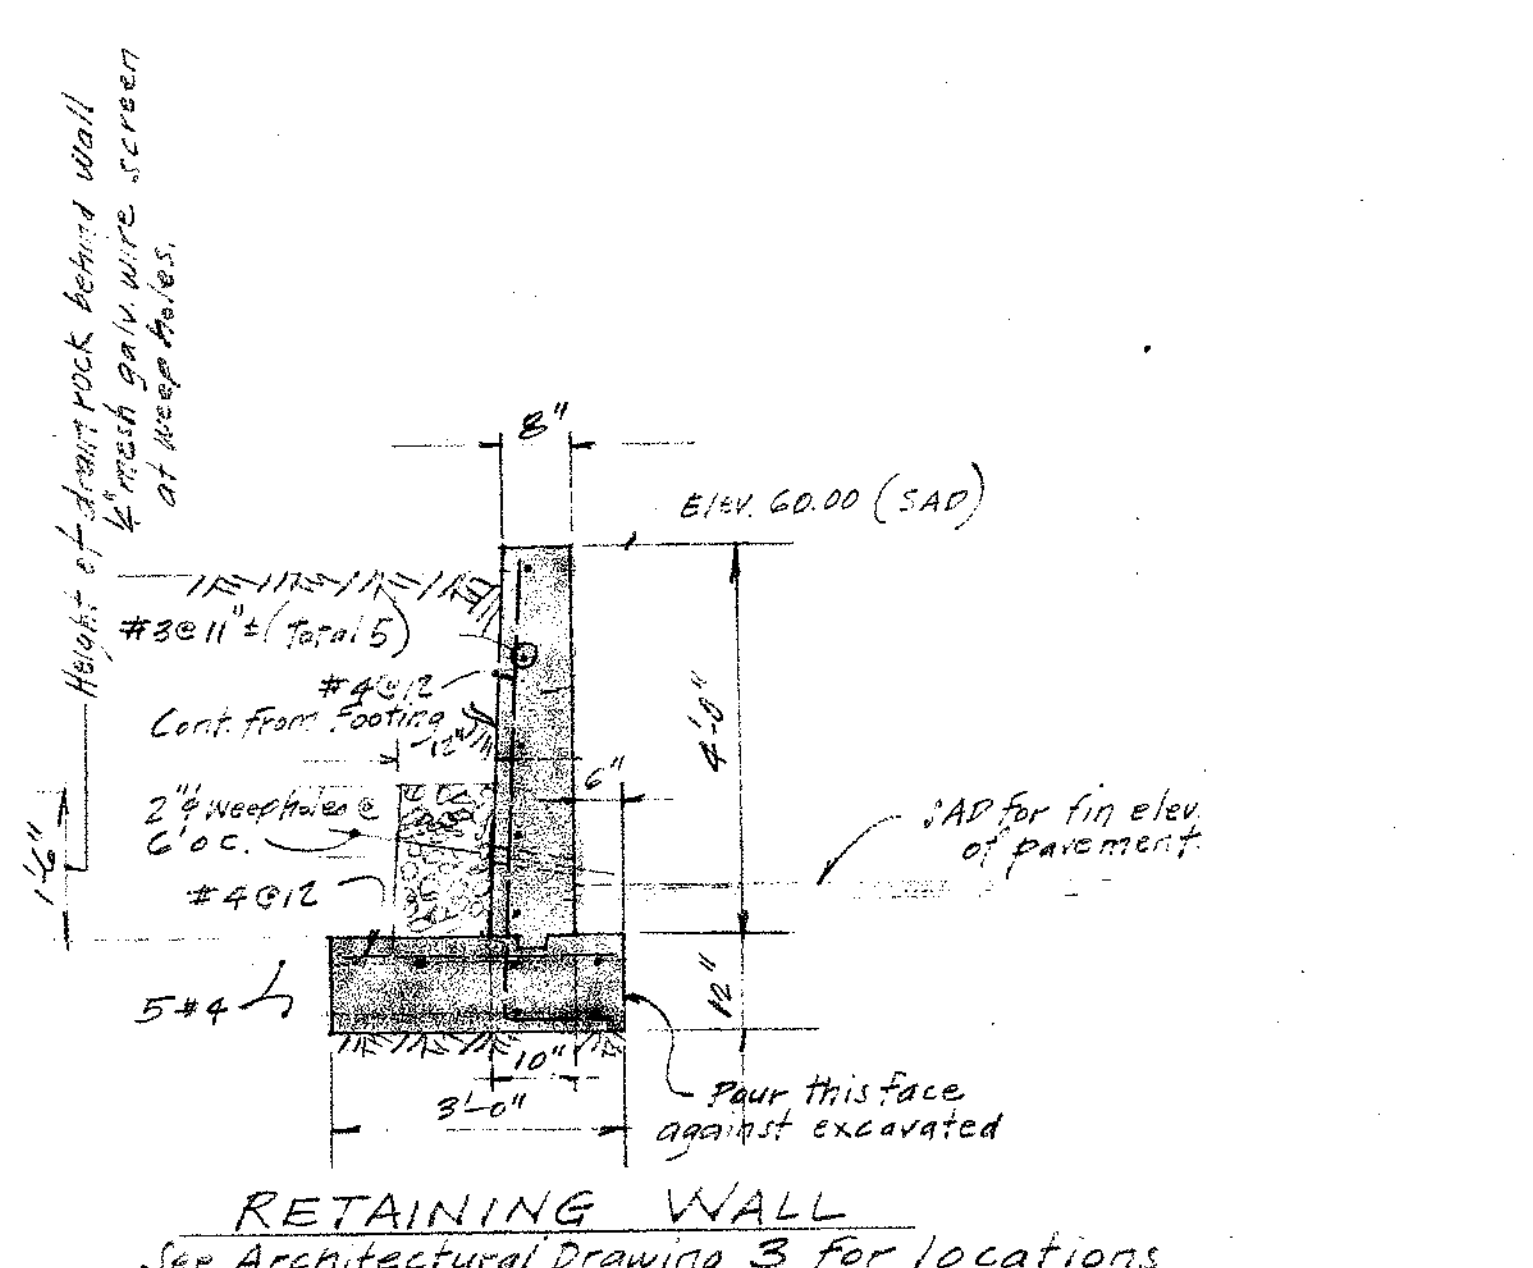 Height of drain rock behind wall
1/4" mesh galv. wire screen
at weep holes.
8"
Elev. 60.00 (SAD)
#3@11"±(Total 5)
#4@12
Cont. from Footing
12"
6"
4'-0"
2"φ weepholes @
6'oc.
1'-6"
SAD for fin elev.
of pavement.
#4@12
5-#4
12"
10"
3'-0"
Pour this face
against excavated
RETAINING WALL
See Architectural Drawing 3 For locations